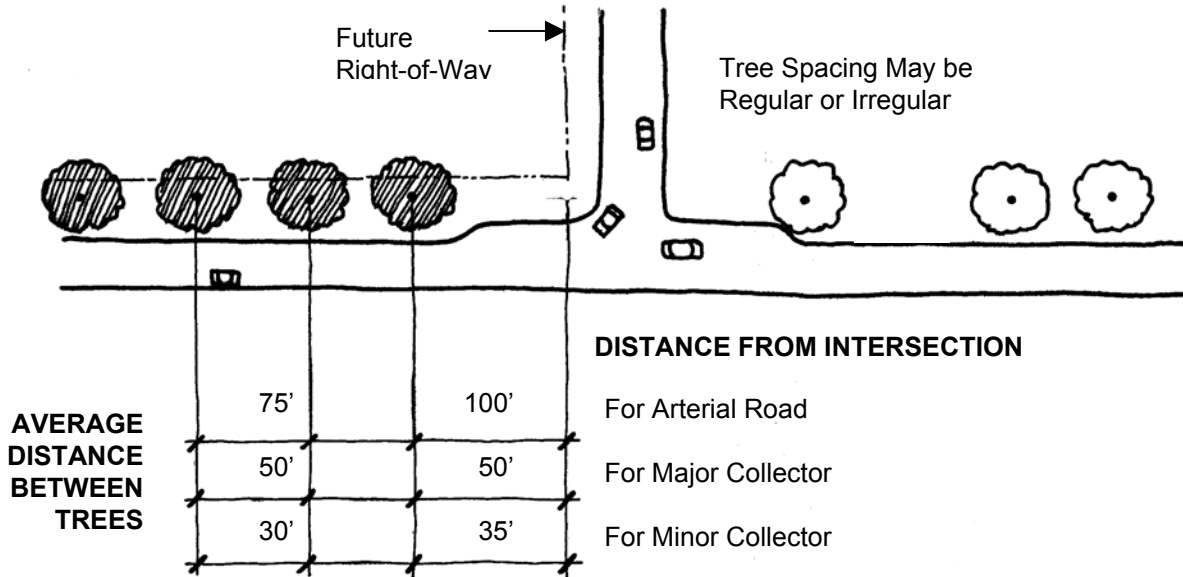 Future
Right-of-Way
Tree Spacing May be
Regular or Irregular
DISTANCE FROM INTERSECTION
AVERAGE
DISTANCE
BETWEEN
TREES
75’ 100’ For Arterial Road
50’ 50’ For Major Collector
30’ 35’ For Minor Collector